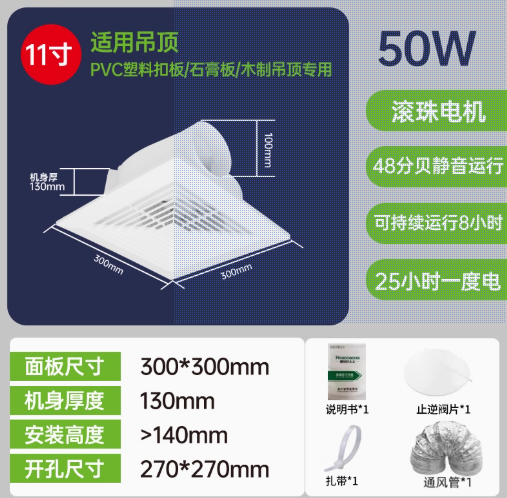 11寸
适用吊顶
PVC塑料扣板/石膏板/木制吊顶专用
50W
滚珠电机
48分贝静音运行
可持续运行8小时
25小时一度电
100mm
机身厚
130mm
300mm
300mm
面板尺寸 300*300mm
机身厚度 130mm
安装高度 >140mm
开孔尺寸 270*270mm
说明书*1
止逆阀片*1
扎带*1
通风管*1